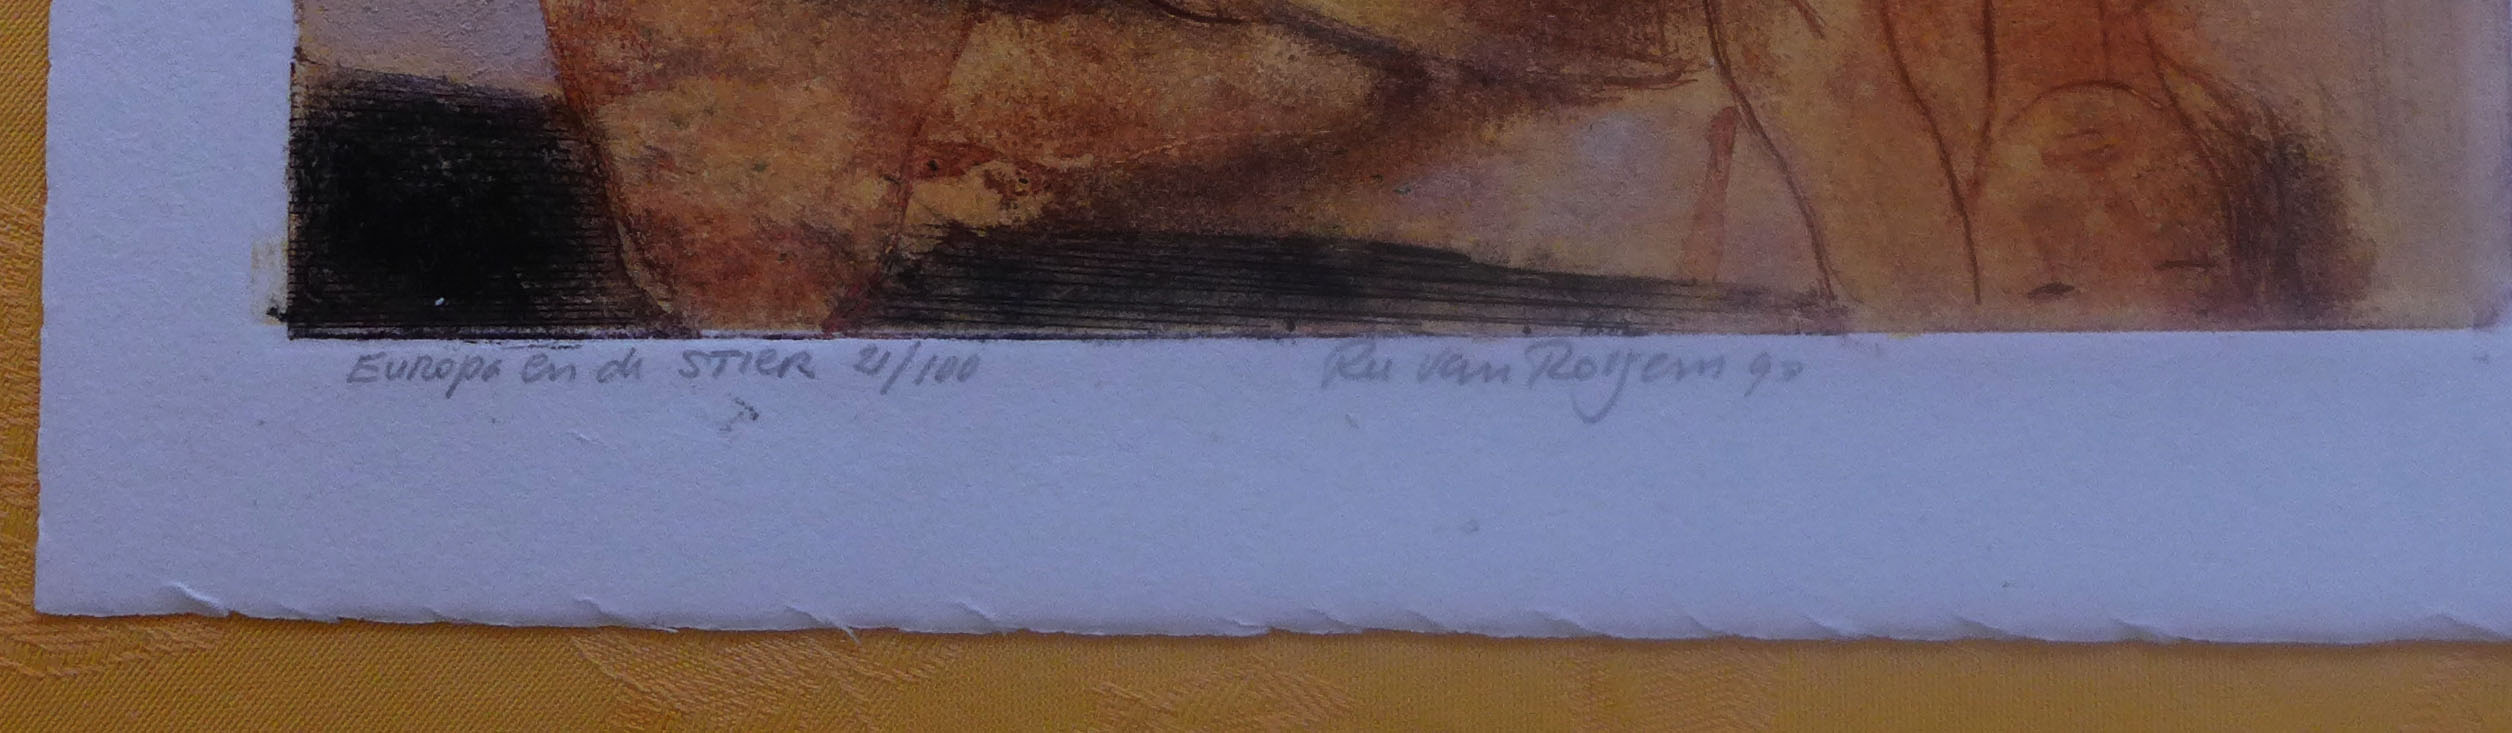 Europa en de STIER 21/100 Ru van Rossem 90